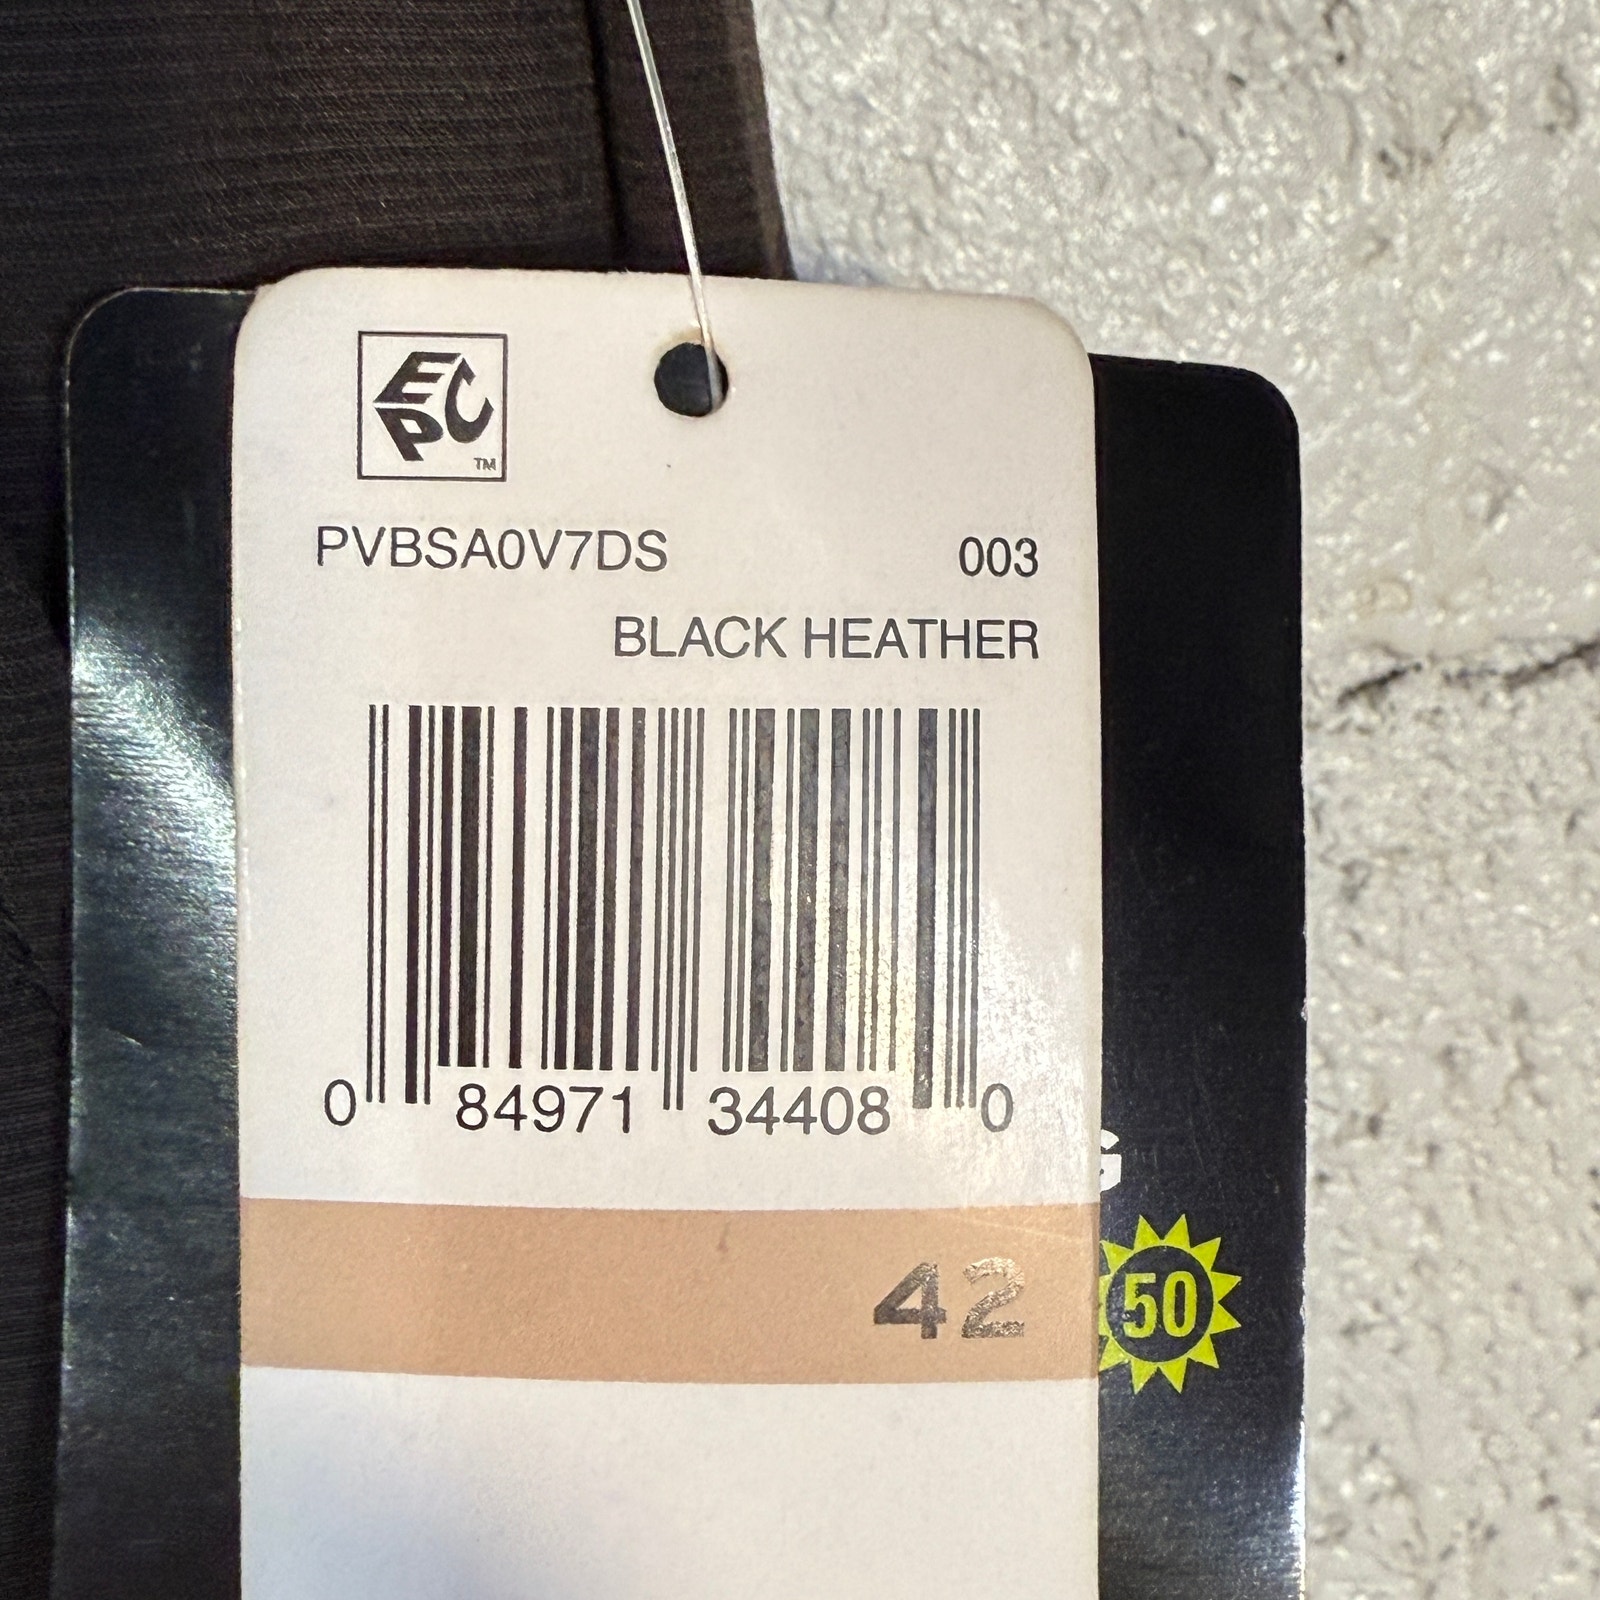 EPC
TM
PVBSA0V7DS 003
BLACK HEATHER
0 84971 34408 0
G
42
50